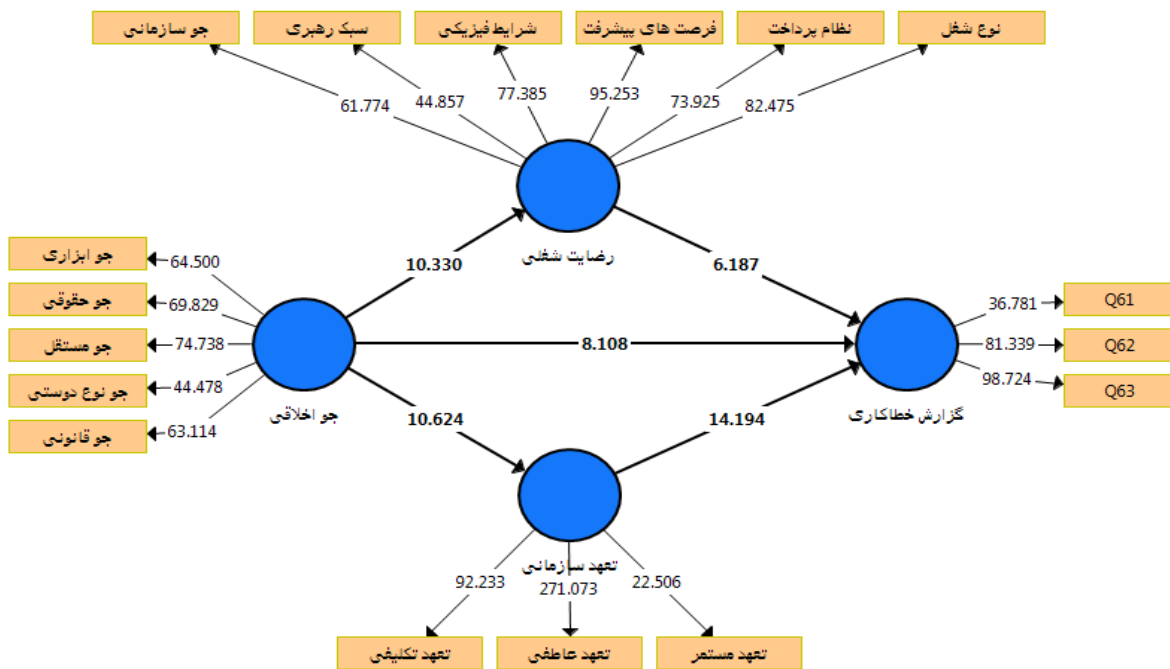 جو سازمانی
سبک رهبری
شرایط فیزیکی
فرصت های پیشرفت
نظام پرداخت
نوع شغل
61.774
44.857
77.385
95.253
73.925
82.475
رضایت شغلی
10.330
6.187
جو ابزاری
جو حقوقی
جو مستقل
جو نوع دوستی
جو قانونی
64.500
69.829
74.738
44.478
63.114
جو اخلاقی
8.108
گزارش خطاکاری
36.781
81.339
98.724
Q61
Q62
Q63
10.624
14.194
تعهد سازمانی
92.233
271.073
22.506
تعهد تکلیفی
تعهد عاطفی
تعهد مستمر